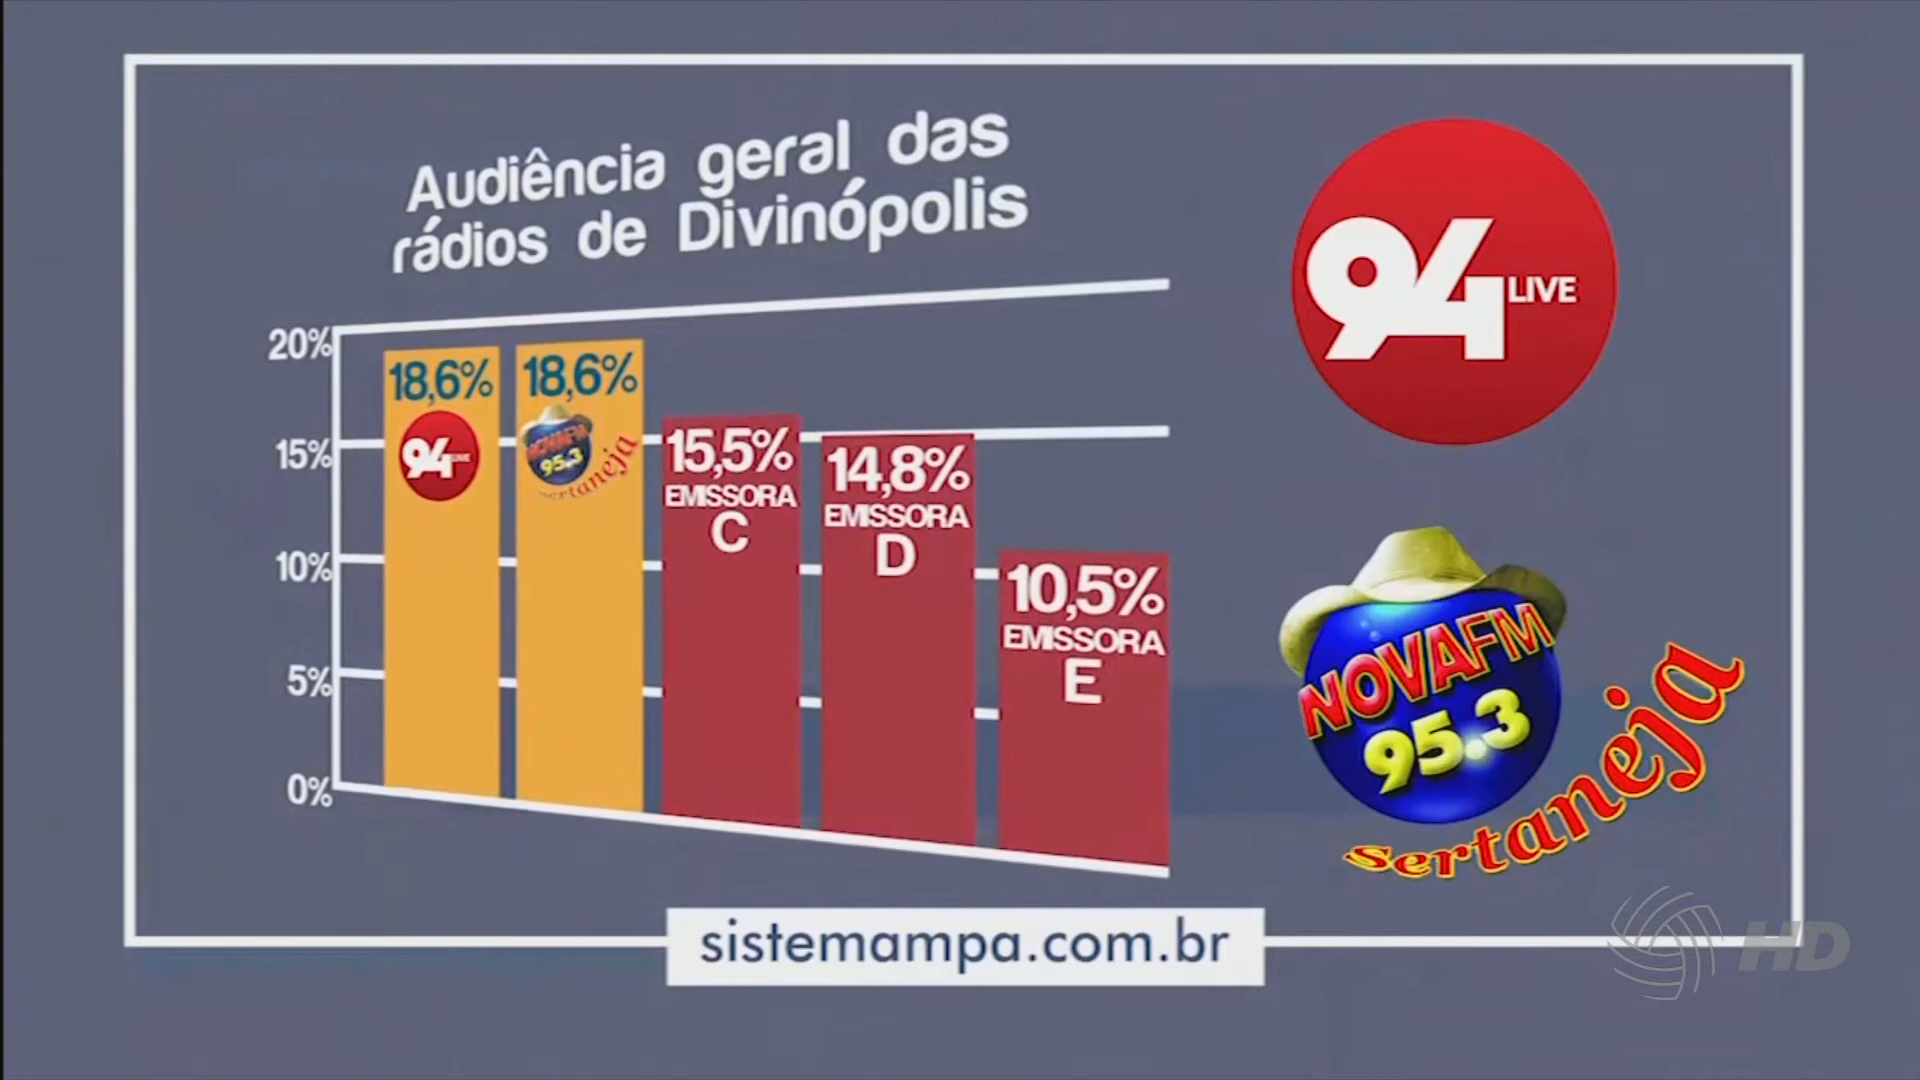 Audiência geral das
rádios de Divinópolis
20%
15%
10%
5%
0%
18,6%
94 LIVE
18,6%
NOVAFM
95.3
sertaneja
15,5%
EMISSORA
C
14,8%
EMISSORA
D
10,5%
EMISSORA
E
94 LIVE
NOVAFM
95.3
sertaneja
sistemampa.com.br
HD